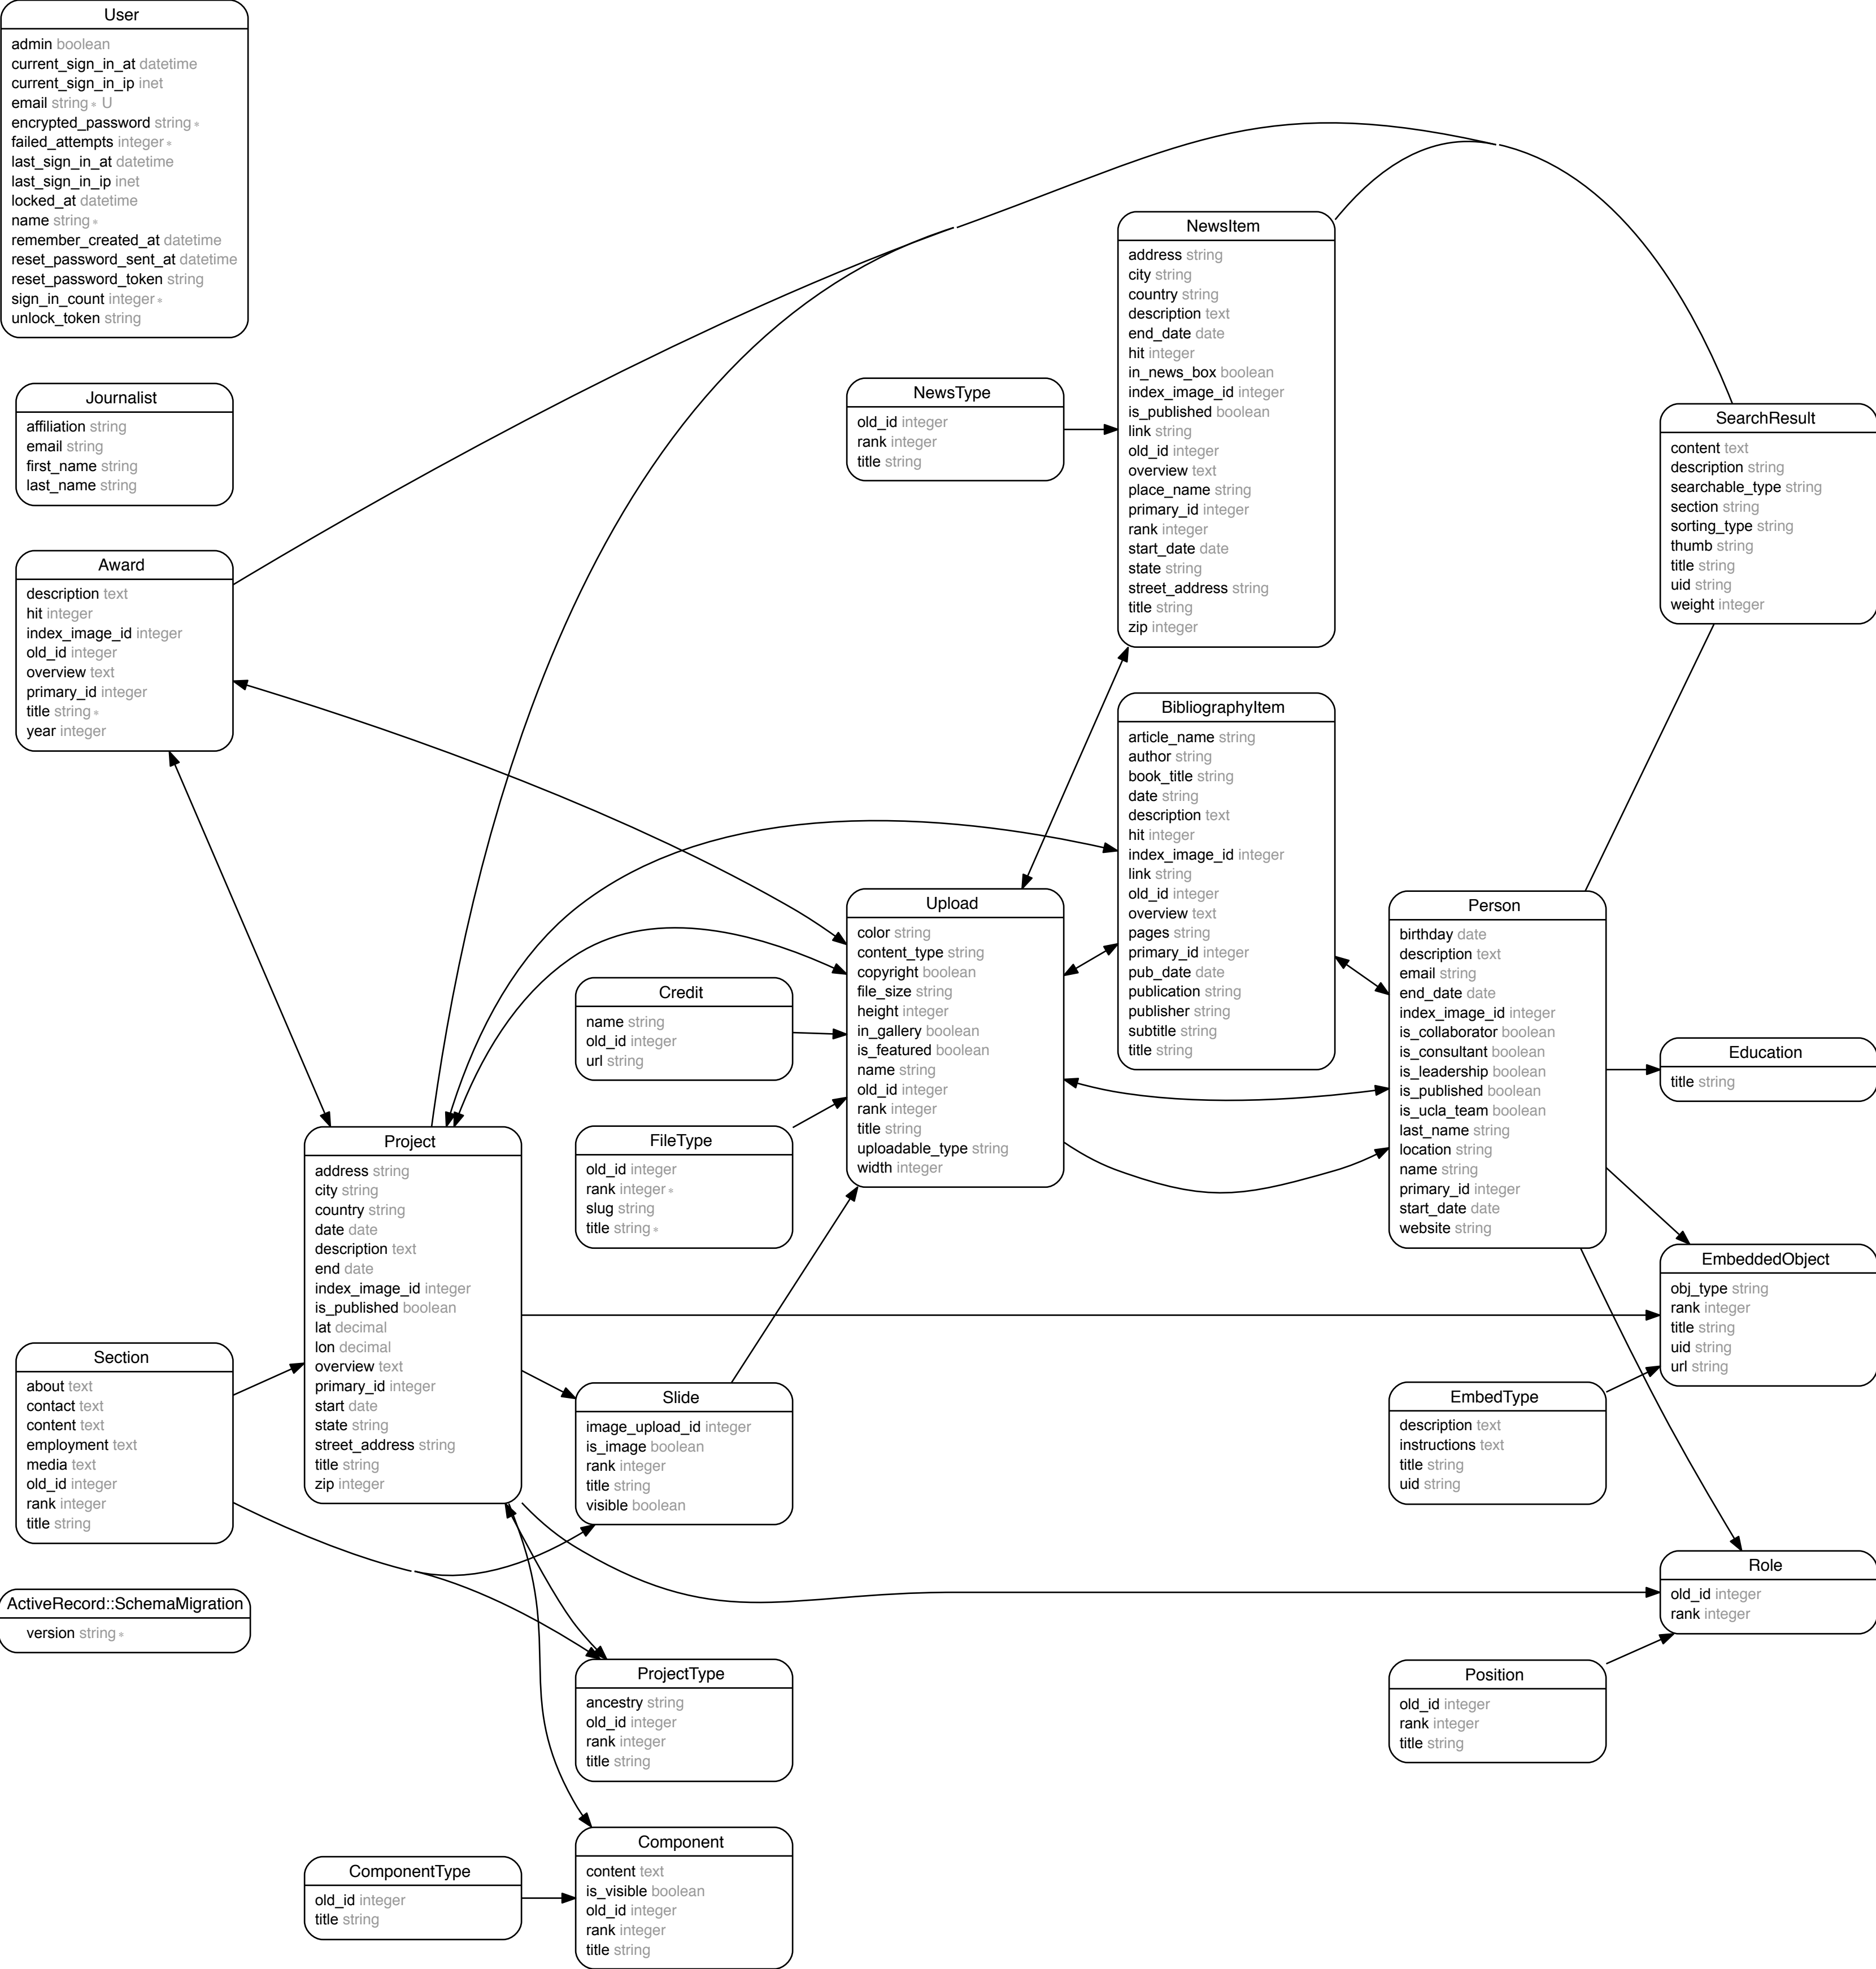 User
admin boolean
current_sign_in_at datetime
current_sign_in_ip inet
email string * U
encrypted_password string *
failed_attempts integer *
last_sign_in_at datetime
last_sign_in_ip inet
locked_at datetime
name string *
remember_created_at datetime
reset_password_sent_at datetime
reset_password_token string
sign_in_count integer *
unlock_token string
Journalist
affiliation string
email string
first_name string
last_name string
Award
description text
hit integer
index_image_id integer
old_id integer
overview text
primary_id integer
title string *
year integer
Section
about text
contact text
content text
employment text
media text
old_id integer
rank integer
title string
ActiveRecord::SchemaMigration
version string *
Project
address string
city string
country string
date date
description text
end date
index_image_id integer
is_published boolean
lat decimal
lon decimal
overview text
primary_id integer
start date
state string
street_address string
title string
zip integer
ComponentType
old_id integer
title string
Credit
name string
old_id integer
url string
FileType
old_id integer
rank integer *
slug string
title string *
Slide
image_upload_id integer
is_image boolean
rank integer
title string
visible boolean
ProjectType
ancestry string
old_id integer
rank integer
title string
Component
content text
is_visible boolean
old_id integer
rank integer
title string
NewsType
old_id integer
rank integer
title string
Upload
color string
content_type string
copyright boolean
file_size string
height integer
in_gallery boolean
is_featured boolean
name string
old_id integer
rank integer
title string
uploadable_type string
width integer
NewsItem
address string
city string
country string
description text
end_date date
hit integer
in_news_box boolean
index_image_id integer
is_published boolean
link string
old_id integer
overview text
place_name string
primary_id integer
rank integer
start_date date
state string
street_address string
title string
zip integer
BibliographyItem
article_name string
author string
book_title string
date string
description text
hit integer
index_image_id integer
link string
old_id integer
overview text
pages string
primary_id integer
pub_date date
publication string
publisher string
subtitle string
title string
Person
birthday date
description text
email string
end_date date
index_image_id integer
is_collaborator boolean
is_consultant boolean
is_leadership boolean
is_published boolean
is_ucla_team boolean
last_name string
location string
name string
primary_id integer
start_date date
website string
EmbedType
description text
instructions text
title string
uid string
Position
old_id integer
rank integer
title string
SearchResult
content text
description string
searchable_type string
section string
sorting_type string
thumb string
title string
uid string
weight integer
Education
title string
EmbeddedObject
obj_type string
rank integer
title string
uid string
url string
Role
old_id integer
rank integer